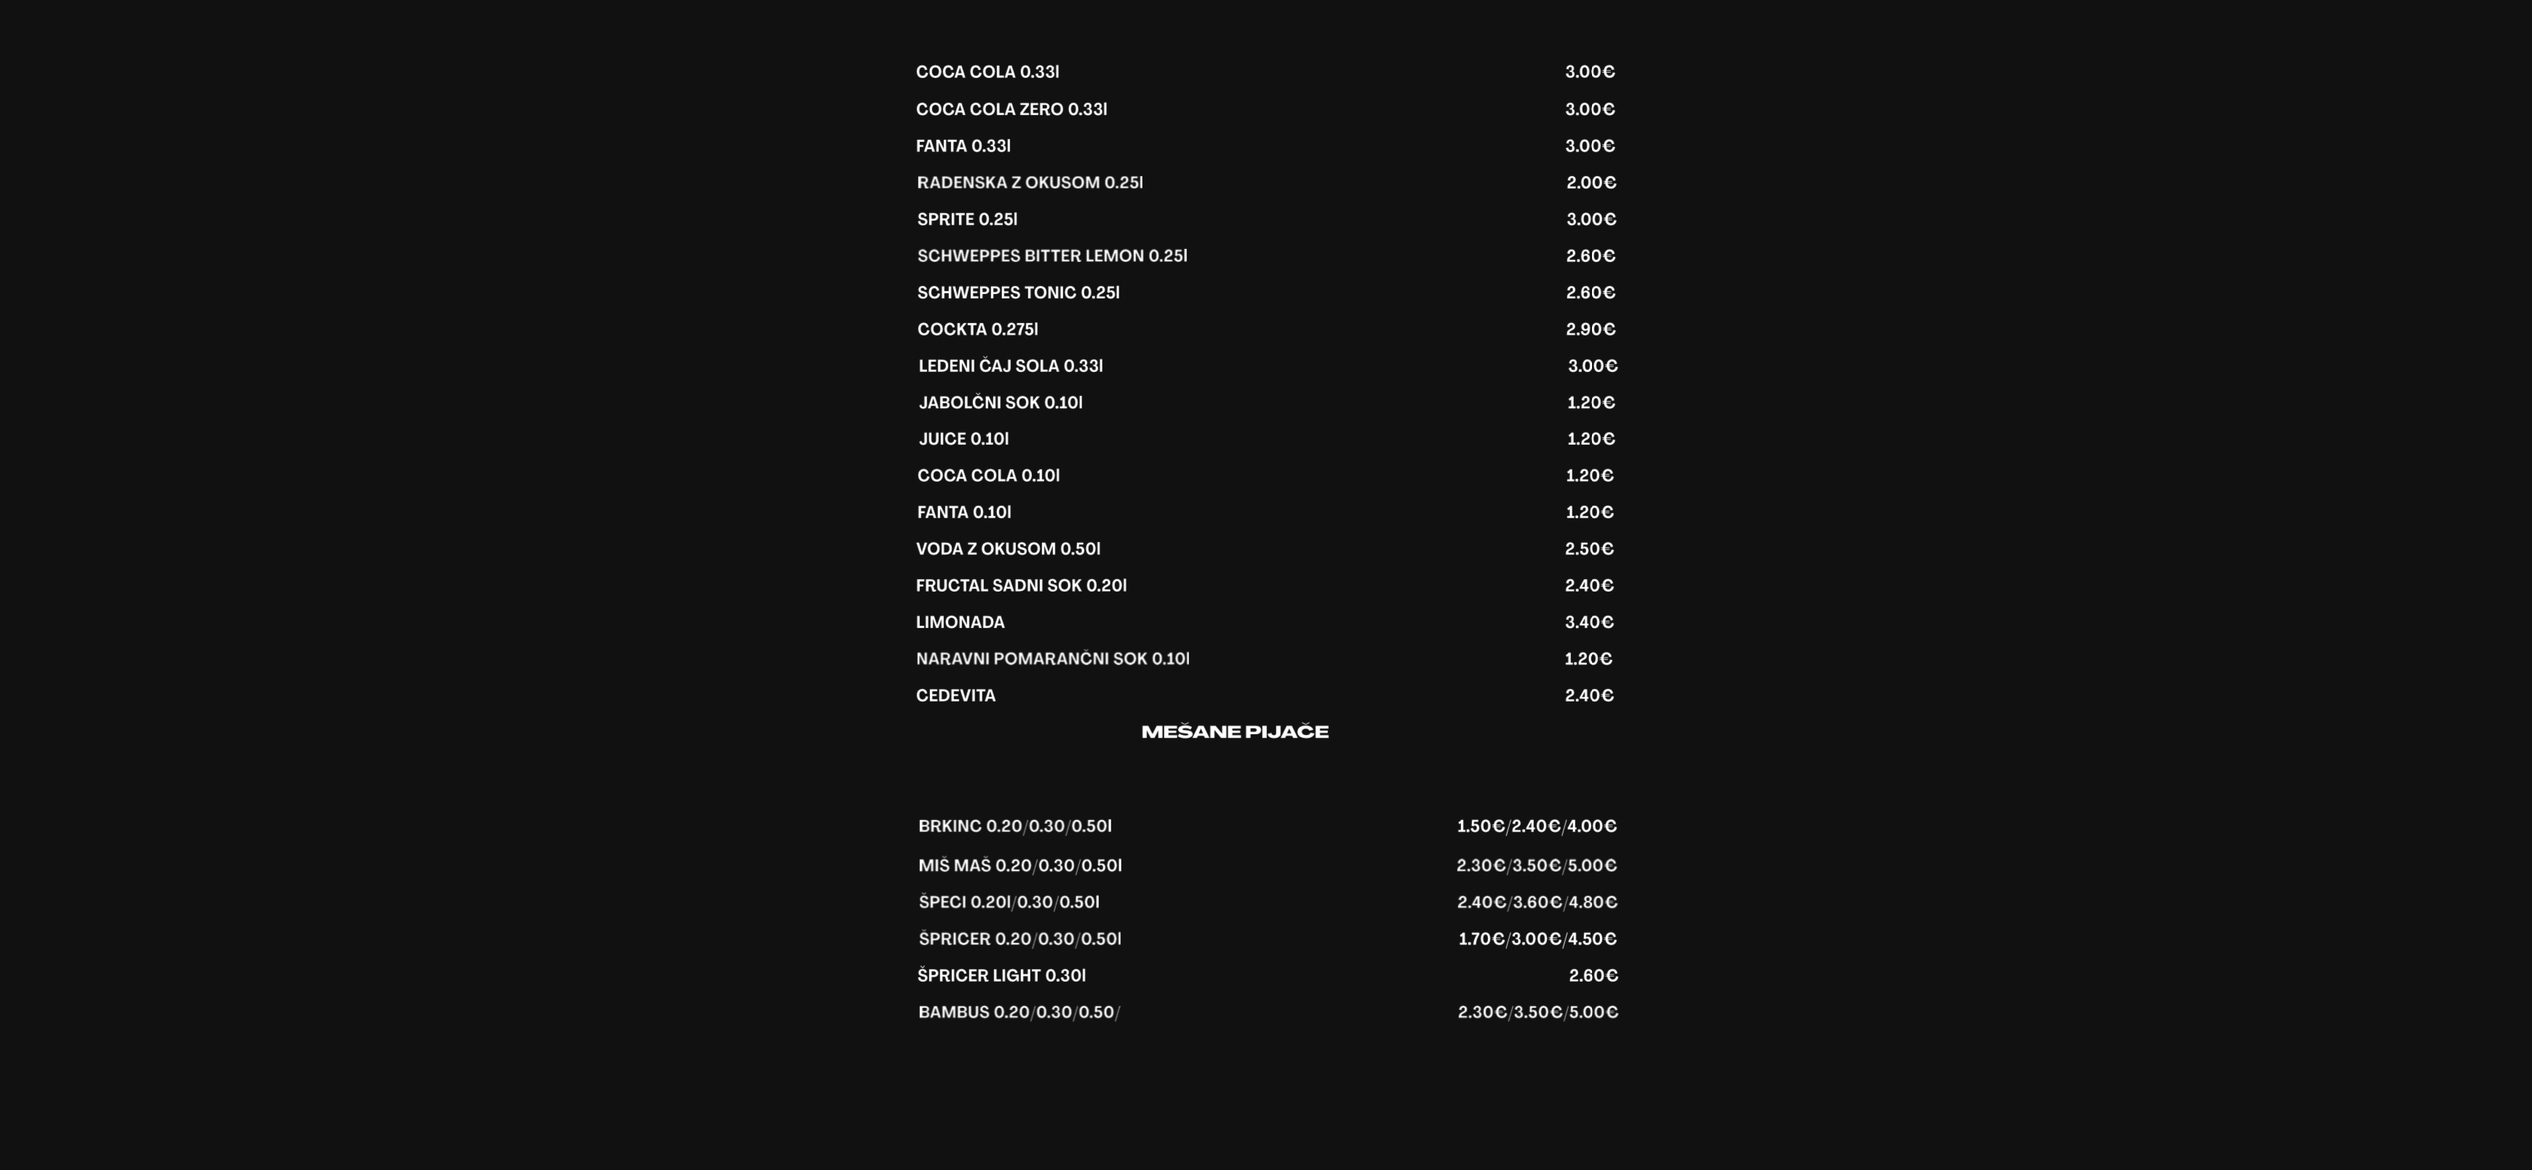 COCA COLA 0.33l 3.00€
COCA COLA ZERO 0.33l 3.00€
FANTA 0.33l 3.00€
RADENSKA Z OKUSOM 0.25l 2.00€
SPRITE 0.25l 3.00€
SCHWEPPES BITTER LEMON 0.25l 2.60€
SCHWEPPES TONIC 0.25l 2.60€
COCKTA 0.275l 2.90€
LEDENI ČAJ SOLA 0.33l 3.00€
JABOLČNI SOK 0.10l 1.20€
JUICE 0.10l 1.20€
COCA COLA 0.10l 1.20€
FANTA 0.10l 1.20€
VODA Z OKUSOM 0.50l 2.50€
FRUCTAL SADNI SOK 0.20l 2.40€
LIMONADA 3.40€
NARAVNI POMARANČNI SOK 0.10l 1.20€
CEDEVITA 2.40€
MEŠANE PIJAČE
BRKINC 0.20/0.30/0.50l 1.50€/2.40€/4.00€
MIŠ MAŠ 0.20/0.30/0.50l 2.30€/3.50€/5.00€
ŠPECI 0.20l/0.30/0.50l 2.40€/3.60€/4.80€
ŠPRICER 0.20/0.30/0.50l 1.70€/3.00€/4.50€
ŠPRICER LIGHT 0.30l 2.60€
BAMBUS 0.20/0.30/0.50/ 2.30€/3.50€/5.00€